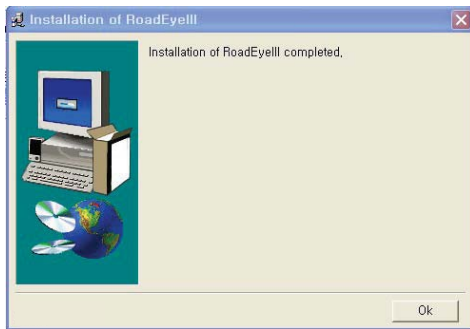 Installation of RoadEyeIII
Installation of RoadEyeIII completed,
Ok